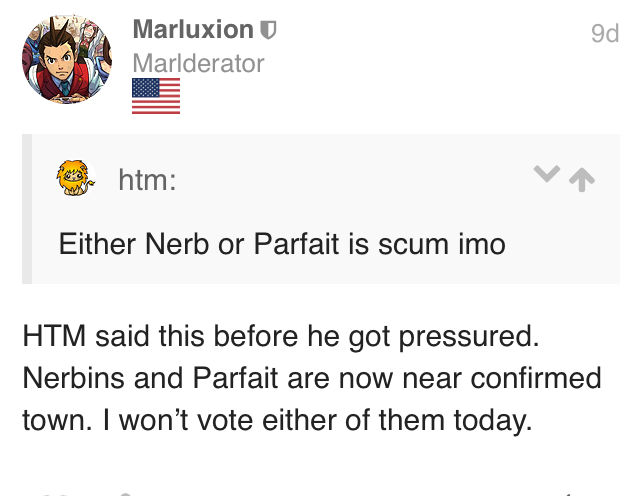 Marluxion
9d
Marlderator
htm:
Either Nerb or Parfait is scum imo
HTM said this before he got pressured.
Nerbins and Parfait are now near confirmed
town. I won’t vote either of them today.